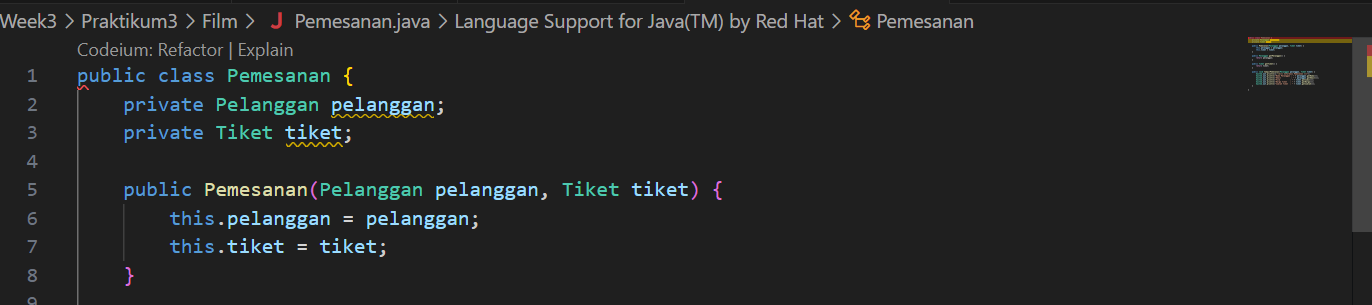 Week3 > Praktikum3 > Film > J Pemesanan.java > Language Support for Java(TM) by Red Hat > Pemesanan
Codeium: Refactor | Explain
1 public class Pemesanan {
2 private Pelanggan pelanggan;
3 private Tiket tiket;
4
5 public Pemesanan(Pelanggan pelanggan, Tiket tiket) {
6 this.pelanggan = pelanggan;
7 this.tiket = tiket;
8 }
9